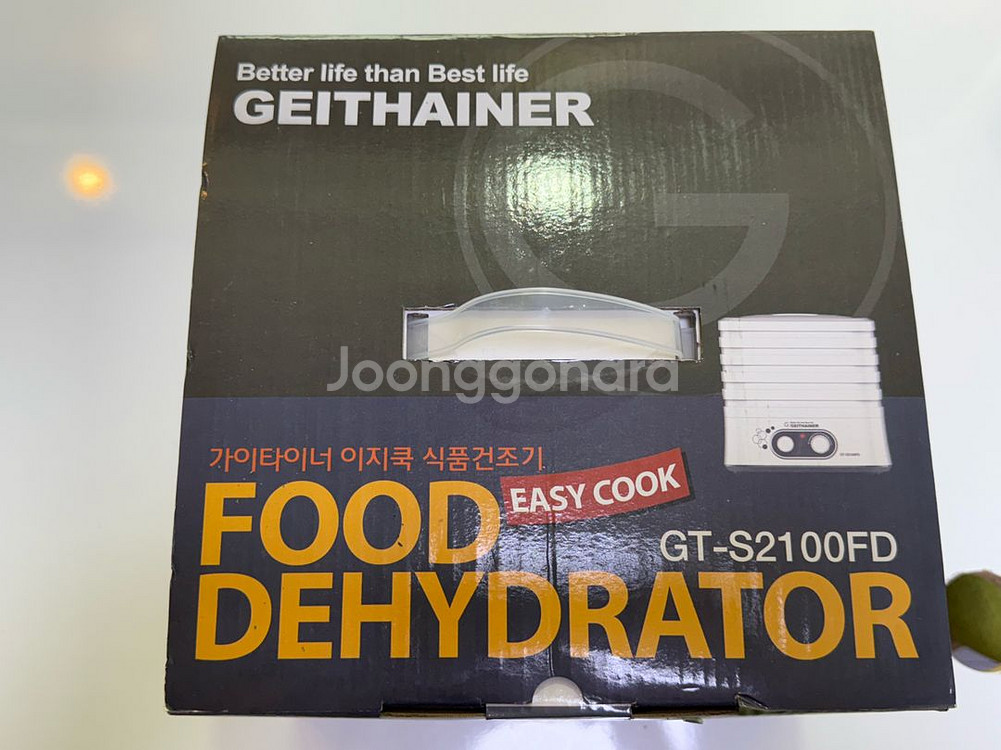 Better life than Best life
GEITHAINER
Joonggonara
GEITHAINER
가이타이너 이지쿡 식품건조기
EASY COOK
FOOD
GT-S2100FD
DEHYDRATOR